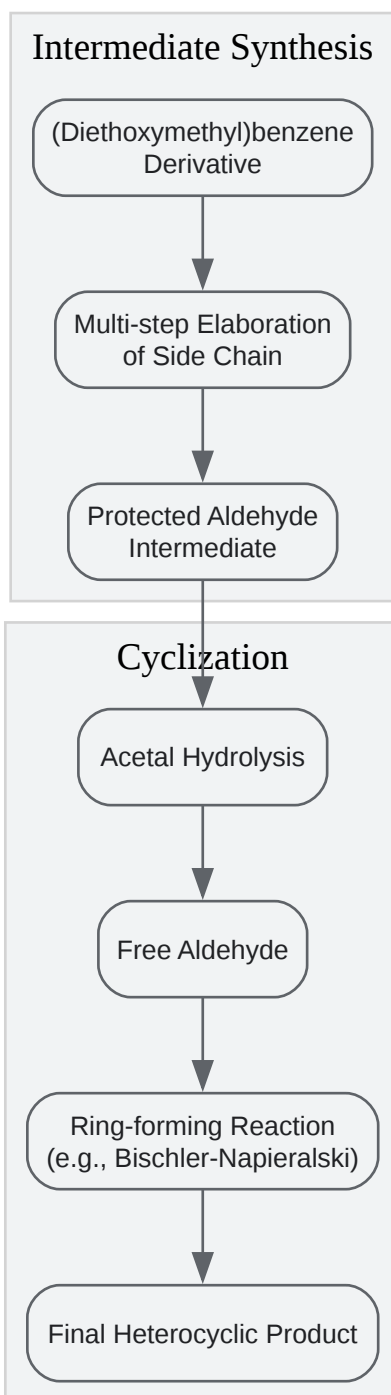 Intermediate Synthesis
(Diethoxymethyl)benzene
Derivative
Multi-step Elaboration
of Side Chain
Protected Aldehyde
Intermediate
Cyclization
Acetal Hydrolysis
Free Aldehyde
Ring-forming Reaction
(e.g., Bischler-Napieralski)
Final Heterocyclic Product